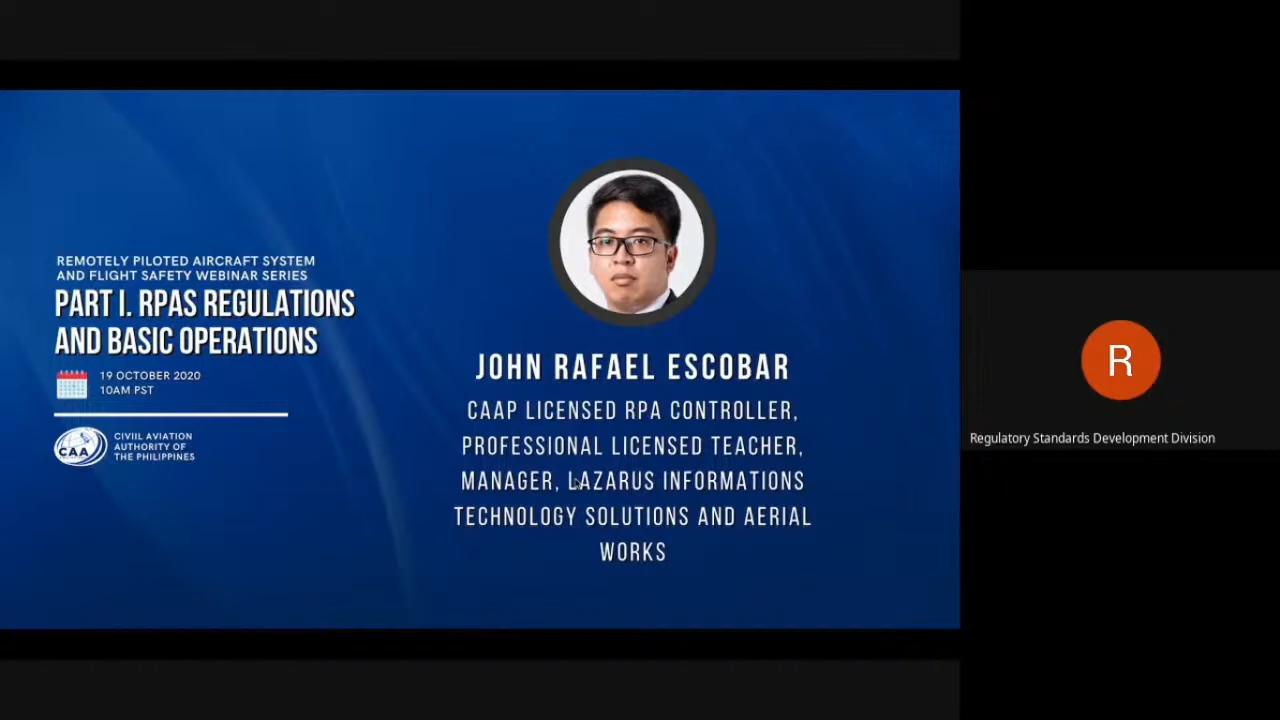 REMOTELY PILOTED AIRCRAFT SYSTEM
AND FLIGHT SAFETY WEBINAR SERIES
PART I. RPAS REGULATIONS
AND BASIC OPERATIONS
19 OCTOBER 2020
10AM PST
CAA
CIVIIL AVIATION
AUTHORITY OF
THE PHILIPPINES
JOHN RAFAEL ESCOBAR
CAAP LICENSED RPA CONTROLLER,
PROFESSIONAL LICENSED TEACHER,
MANAGER, LAZARUS INFORMATIONS
TECHNOLOGY SOLUTIONS AND AERIAL
WORKS
R
Regulatory Standards Development Division